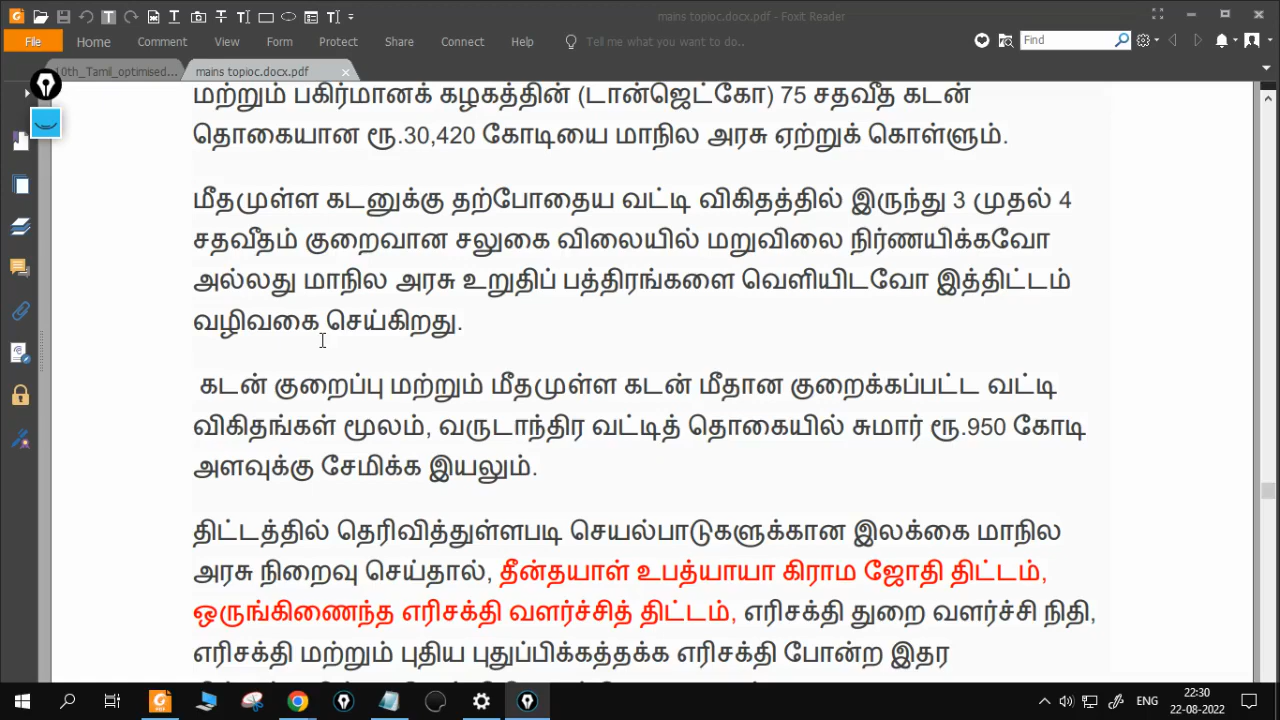 mains topioc.docx.pdf - Foxit Reader
File Home Comment View Form Protect Share Connect Help Tell me what you want to do.. Find
10th_Tamil_optimised... mains topioc.docx.pdf
மற்றும் பகிர்மானக் கழகத்தின் (டான்ஜெட்கோ) 75 சதவீத கடன்
தொகையான ரூ.30,420 கோடியை மாநில அரசு ஏற்றுக் கொள்ளும்.
மீதமுள்ள கடனுக்கு தற்போதைய வட்டி விகிதத்தில் இருந்து 3 முதல் 4
சதவீதம் குறைவான சலுகை விலையில் மறுவிலை நிர்ணயிக்கவோ
அல்லது மாநில அரசு உறுதிப் பத்திரங்களை வெளியிடவோ இத்திட்டம்
வழிவகை செய்கிறது.
கடன் குறைப்பு மற்றும் மீதமுள்ள கடன் மீதான குறைக்கப்பட்ட வட்டி
விகிதங்கள் மூலம், வருடாந்திர வட்டித் தொகையில் சுமார் ரூ.950 கோடி
அளவுக்கு சேமிக்க இயலும்.
திட்டத்தில் தெரிவித்துள்ளபடி செயல்பாடுகளுக்கான இலக்கை மாநில
அரசு நிறைவு செய்தால், தீன்தயாள் உபத்யாயா கிராம ஜோதி திட்டம்,
ஒருங்கிணைந்த எரிசக்தி வளர்ச்சித் திட்டம், எரிசக்தி துறை வளர்ச்சி நிதி,
எரிசக்தி மற்றும் புதிய புதுப்பிக்கத்தக்க எரிசக்தி போன்ற இதர
ENG
22:30
22-08-2022